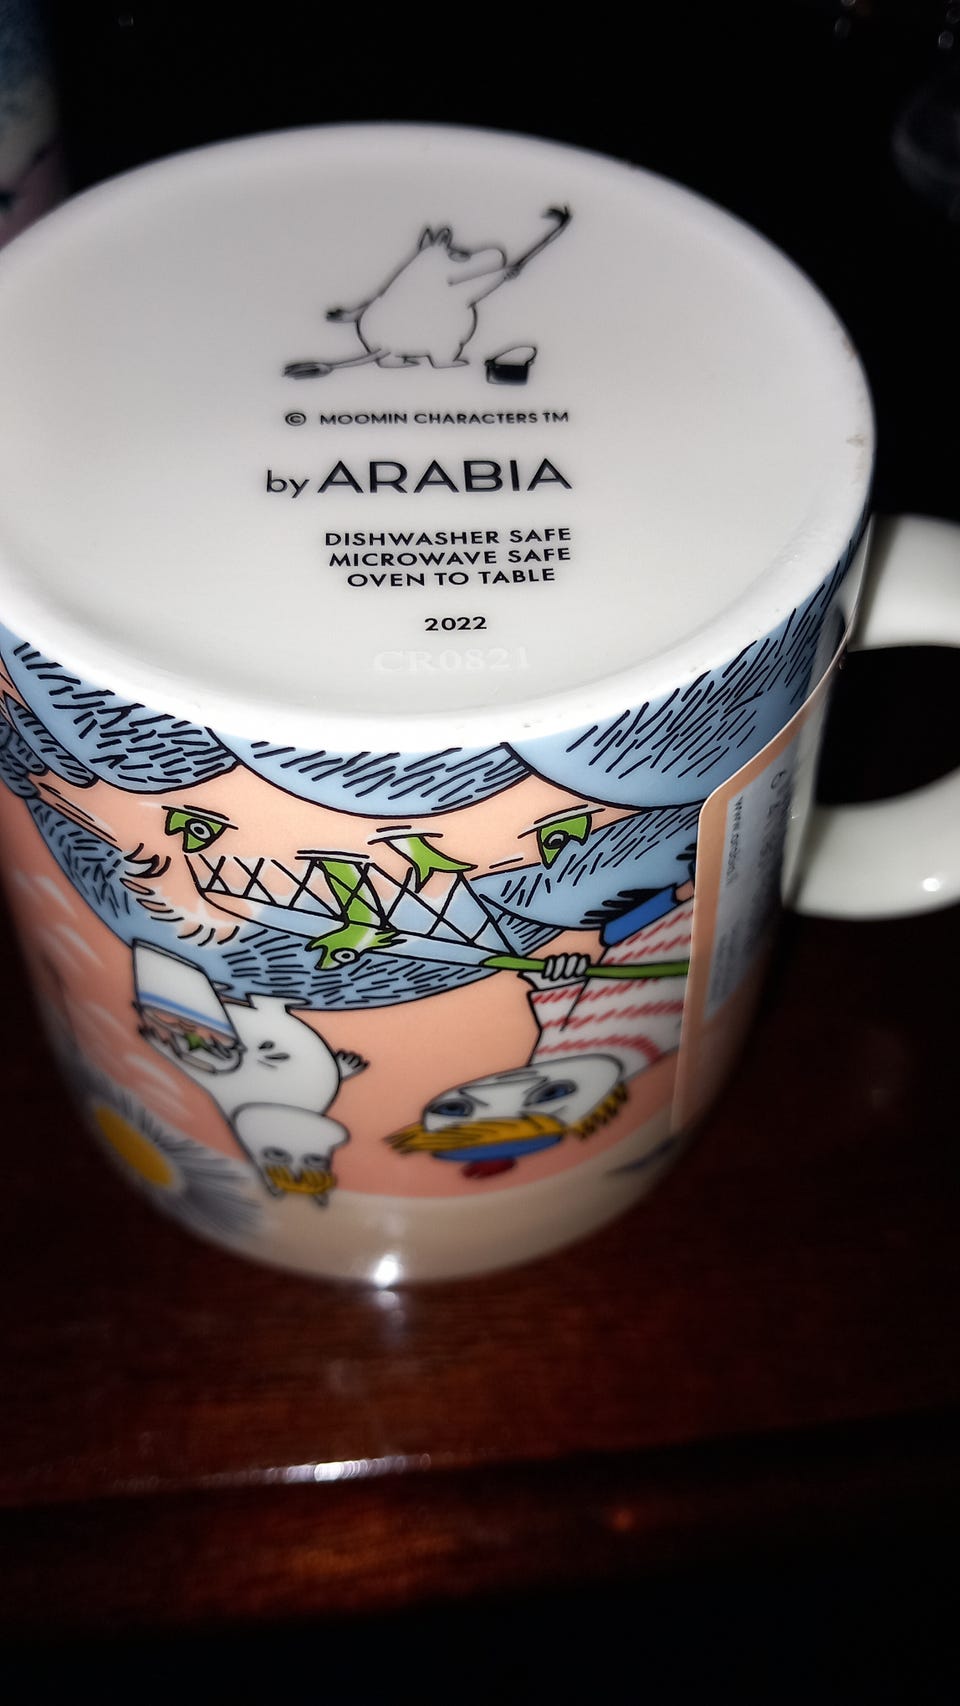 © MOOMIN CHARACTERS TM
by ARABIA
DISHWASHER SAFE
MICROWAVE SAFE
OVEN TO TABLE
2022
CR0821